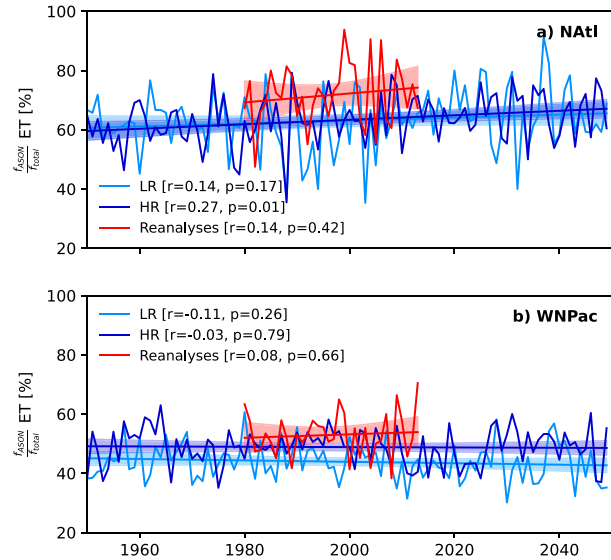 100
a) NAtl
80
60
40
20
f_ASON/f_total ET [%]
LR [r=0.14, p=0.17]
HR [r=0.27, p=0.01]
Reanalyses [r=0.14, p=0.42]
100
b) WNPac
80
60
40
20
f_ASON/f_total ET [%]
LR [r=-0.11, p=0.26]
HR [r=-0.03, p=0.79]
Reanalyses [r=0.08, p=0.66]
1960 1980 2000 2020 2040